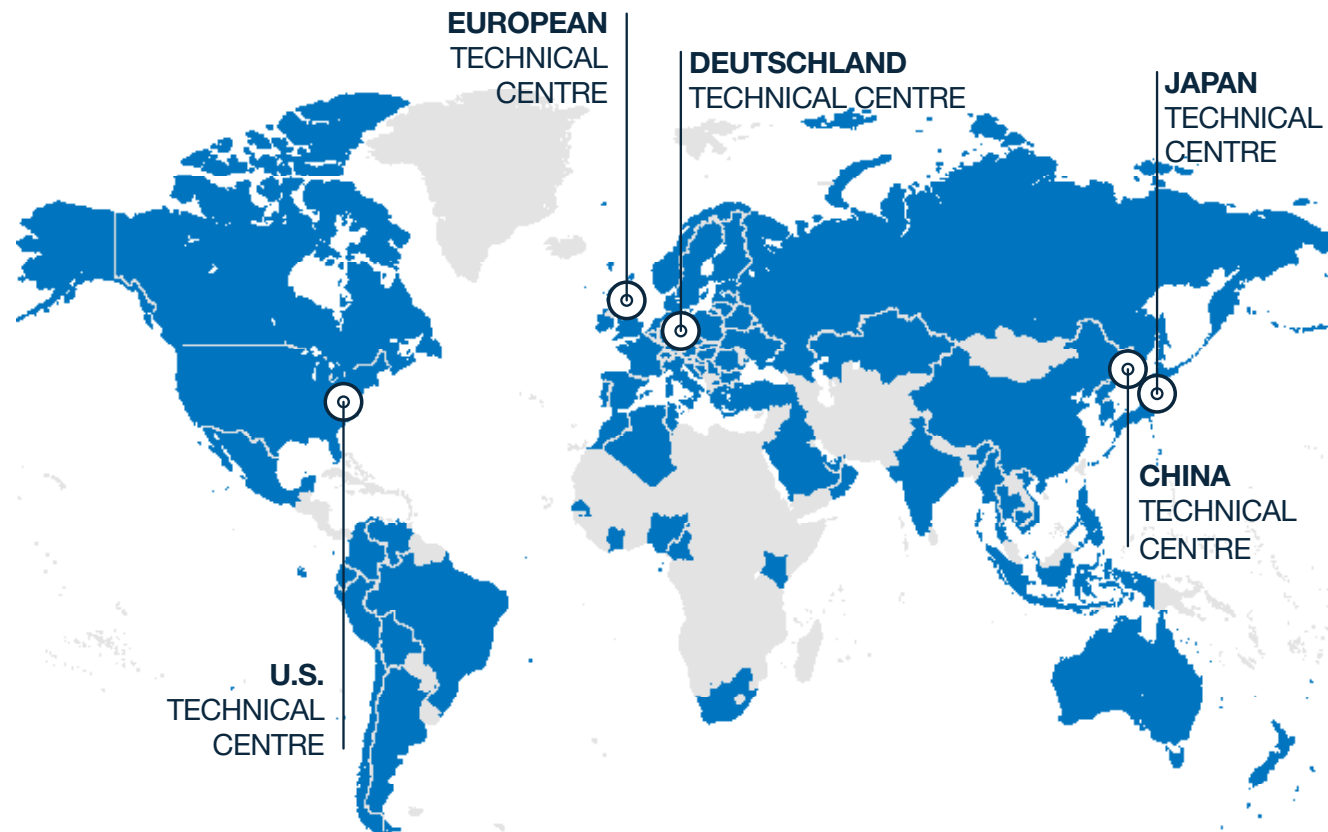 EUROPEAN
TECHNICAL
CENTRE
DEUTSCHLAND
TECHNICAL CENTRE
JAPAN
TECHNICAL
CENTRE
CHINA
TECHNICAL
CENTRE
U.S.
TECHNICAL
CENTRE